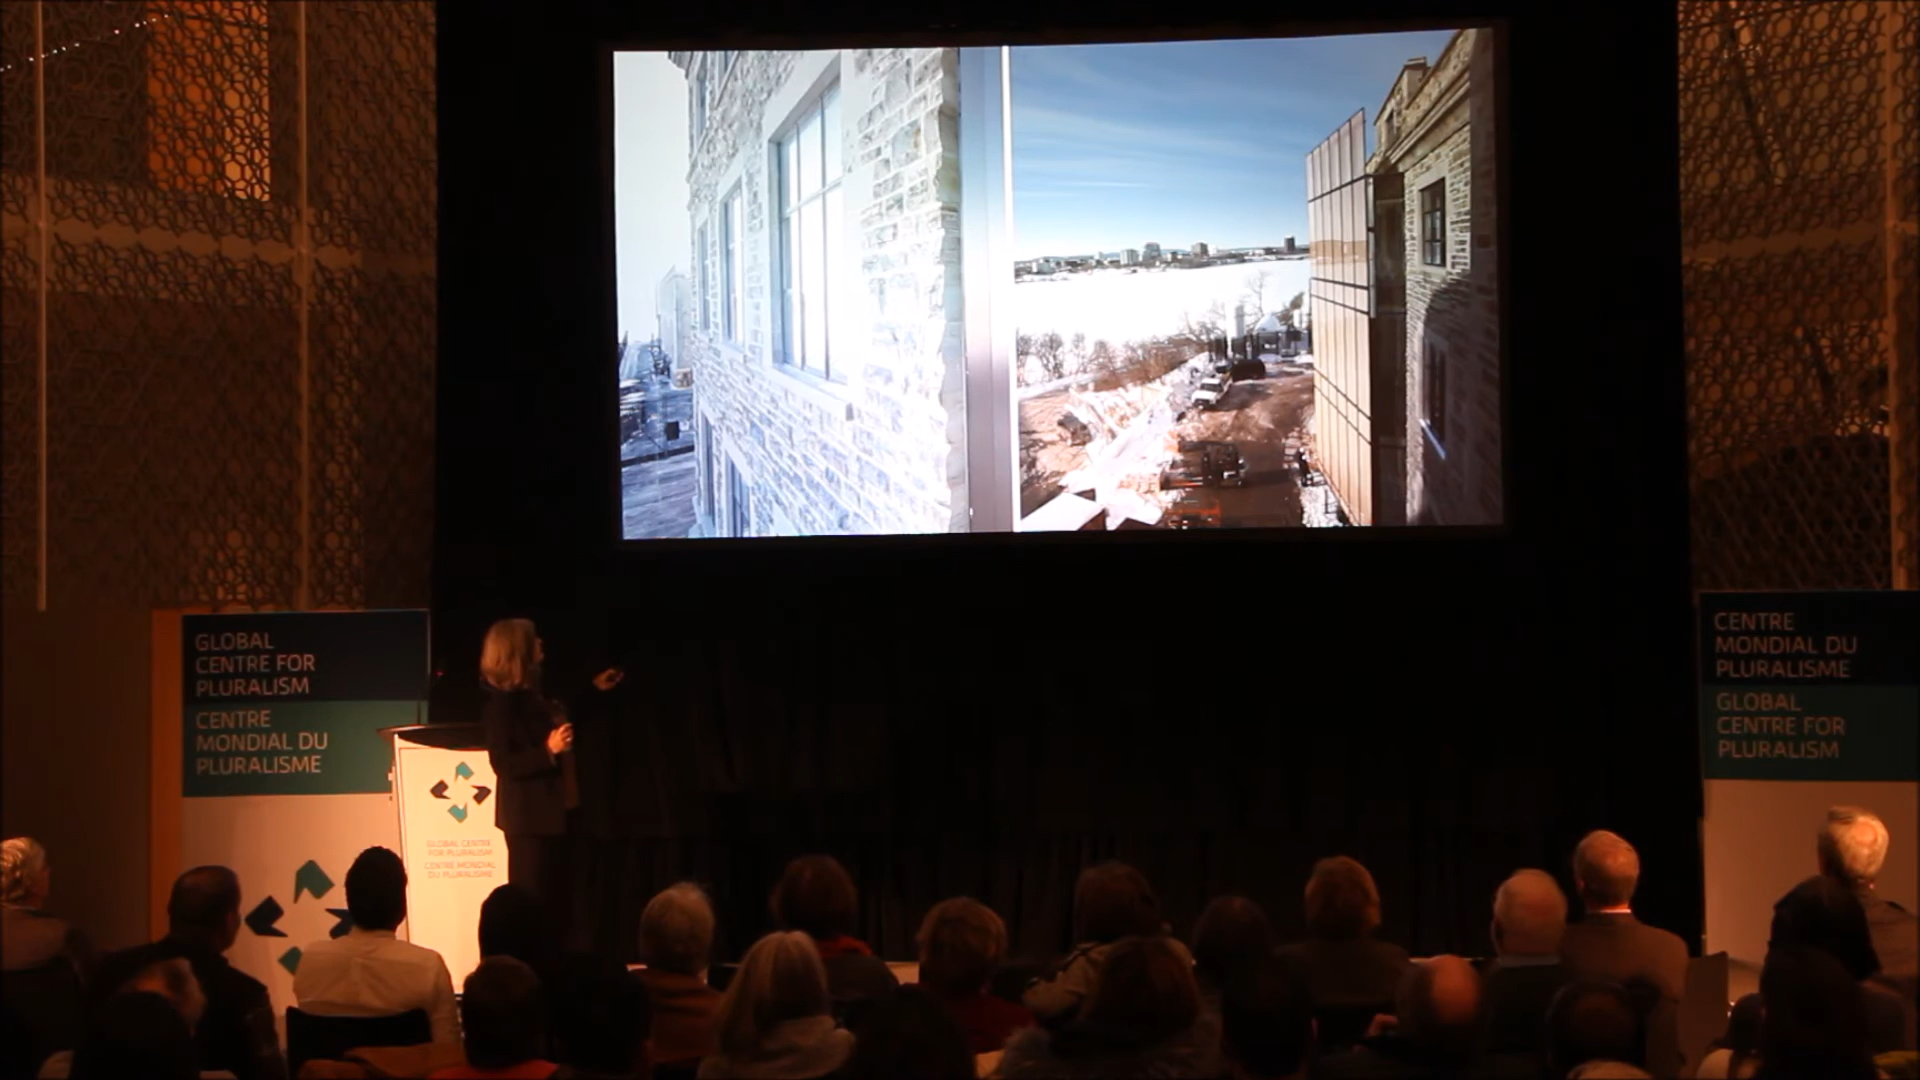 GLOBAL
CENTRE FOR
PLURALISM
CENTRE
MONDIAL DU
PLURALISME
GLOBAL CENTRE
FOR PLURALISM
CENTRE MONDIAL
DU PLURALISME
CENTRE
MONDIAL DU
PLURALISME
GLOBAL
CENTRE FOR
PLURALISM